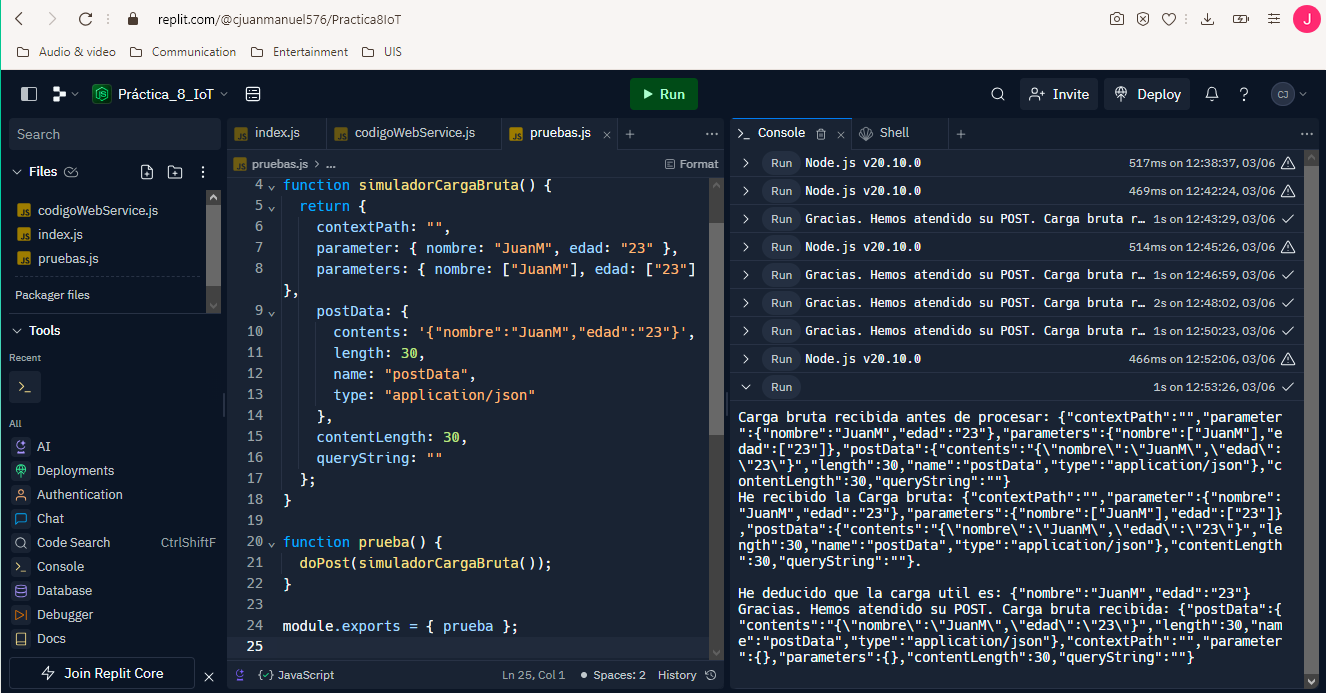 replit.com/@cjuanmanuel576/Practica8IoT
J
Audio & video
Communication
Entertainment
UIS
Práctica_8_IoT
Run
Invite
Deploy
CJ
Search
Files
codigoWebService.js
index.js
pruebas.js
Packager files
Tools
Recent
All
AI
Deployments
Authentication
Chat
Code Search CtrlShiftF
Console
Database
Debugger
Docs
Join Replit Core
JS index.js
JS codigoWebService.js
JS pruebas.js
JS pruebas.js > ...
Format
4 function simuladorCargaBruta() {
5 return {
6 contextPath: "",
7 parameter: { nombre: "JuanM", edad: "23" },
8 parameters: { nombre: ["JuanM"], edad: ["23"]
},
9 postData: {
10 contents: '{"nombre":"JuanM","edad":"23"}',
11 length: 30,
12 name: "postData",
13 type: "application/json"
14 },
15 contentLength: 30,
16 queryString: ""
17 };
18 }
19
20 function prueba() {
21 doPost(simuladorCargaBruta());
22 }
23
24 module.exports = { prueba };
25
JavaScript
Ln 25, Col 1
Spaces: 2
History
Console
Shell
Run Node.js v20.10.0 517ms on 12:38:37, 03/06
Run Node.js v20.10.0 469ms on 12:42:24, 03/06
Run Gracias. Hemos atendido su POST. Carga bruta r… 1s on 12:43:29, 03/06
Run Node.js v20.10.0 514ms on 12:45:26, 03/06
Run Gracias. Hemos atendido su POST. Carga bruta r… 1s on 12:46:59, 03/06
Run Gracias. Hemos atendido su POST. Carga bruta r… 2s on 12:48:02, 03/06
Run Gracias. Hemos atendido su POST. Carga bruta r… 1s on 12:50:23, 03/06
Run Node.js v20.10.0 466ms on 12:52:06, 03/06
Run 1s on 12:53:26, 03/06
Carga bruta recibida antes de procesar: {"contextPath":"","parameter
":{"nombre":"JuanM","edad":"23"},"parameters":{"nombre":["JuanM"],"e
dad":["23"]},"postData":{"contents":"{\"nombre\":\"JuanM\",\"edad\":
\"23\"}","length":30,"name":"postData","type":"application/json"},"c
ontentLength":30,"queryString":""}
He recibido la Carga bruta: {"contextPath":"","parameter":{"nombre":
"JuanM","edad":"23"},"parameters":{"nombre":["JuanM"],"edad":["23"]}
,"postData":{"contents":"{\"nombre\":\"JuanM\",\"edad\":\"23\"}","le
ngth":30,"name":"postData","type":"application/json"},"contentLength
":30,"queryString":""}.
He deducido que la carga util es: {"nombre":"JuanM","edad":"23"}
Gracias. Hemos atendido su POST. Carga bruta recibida: {"postData":{
"contents":"{\"nombre\":\"JuanM\",\"edad\":\"23\"}","length":30,"nam
e":"postData","type":"application/json"},"contextPath":"","parameter
":{},"parameters":{},"contentLength":30,"queryString":""}